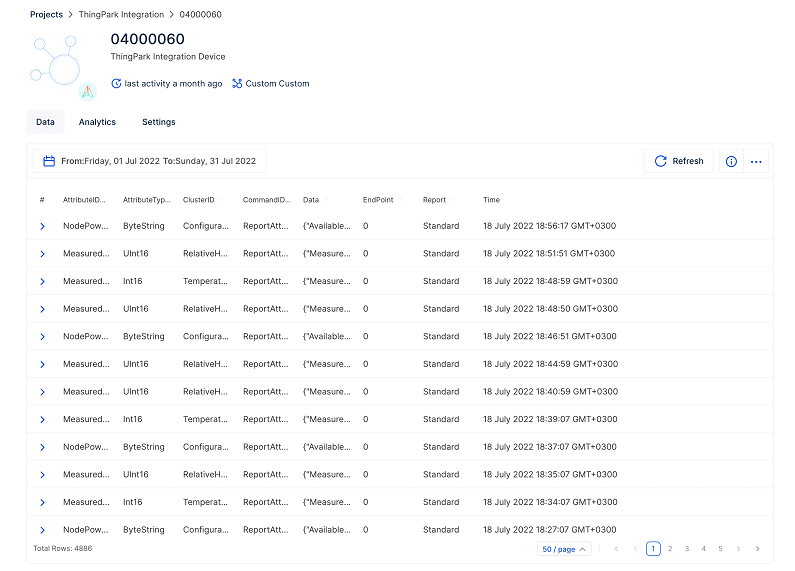 Projects > ThingPark Integration > 04000060
04000060
ThingPark Integration Device
last activity a month ago Custom Custom
Data Analytics Settings
From:Friday, 01 Jul 2022 To:Sunday, 31 Jul 2022 Refresh
# AttributeID... AttributeTyp... ClusterID CommandID... Data EndPoint Report Time
NodePow... ByteString Configura... ReportAtt... {"Available... 0 Standard 18 July 2022 18:56:17 GMT+0300
Measured... UInt16 RelativeH... ReportAtt... {"Measure... 0 Standard 18 July 2022 18:51:51 GMT+0300
Measured... Int16 Temperat... ReportAtt... {"Measure... 0 Standard 18 July 2022 18:48:59 GMT+0300
Measured... UInt16 RelativeH... ReportAtt... {"Measure... 0 Standard 18 July 2022 18:48:50 GMT+0300
NodePow... ByteString Configura... ReportAtt... {"Available... 0 Standard 18 July 2022 18:46:51 GMT+0300
Measured... UInt16 RelativeH... ReportAtt... {"Measure... 0 Standard 18 July 2022 18:44:59 GMT+0300
Measured... UInt16 RelativeH... ReportAtt... {"Measure... 0 Standard 18 July 2022 18:40:59 GMT+0300
Measured... Int16 Temperat... ReportAtt... {"Measure... 0 Standard 18 July 2022 18:39:07 GMT+0300
NodePow... ByteString Configura... ReportAtt... {"Available... 0 Standard 18 July 2022 18:37:07 GMT+0300
Measured... UInt16 RelativeH... ReportAtt... {"Measure... 0 Standard 18 July 2022 18:35:07 GMT+0300
Measured... Int16 Temperat... ReportAtt... {"Measure... 0 Standard 18 July 2022 18:34:07 GMT+0300
NodePow... ByteString Configura... ReportAtt... {"Available... 0 Standard 18 July 2022 18:27:07 GMT+0300
Total Rows: 4886 50 / page « ‹ 1 2 3 4 5 › »